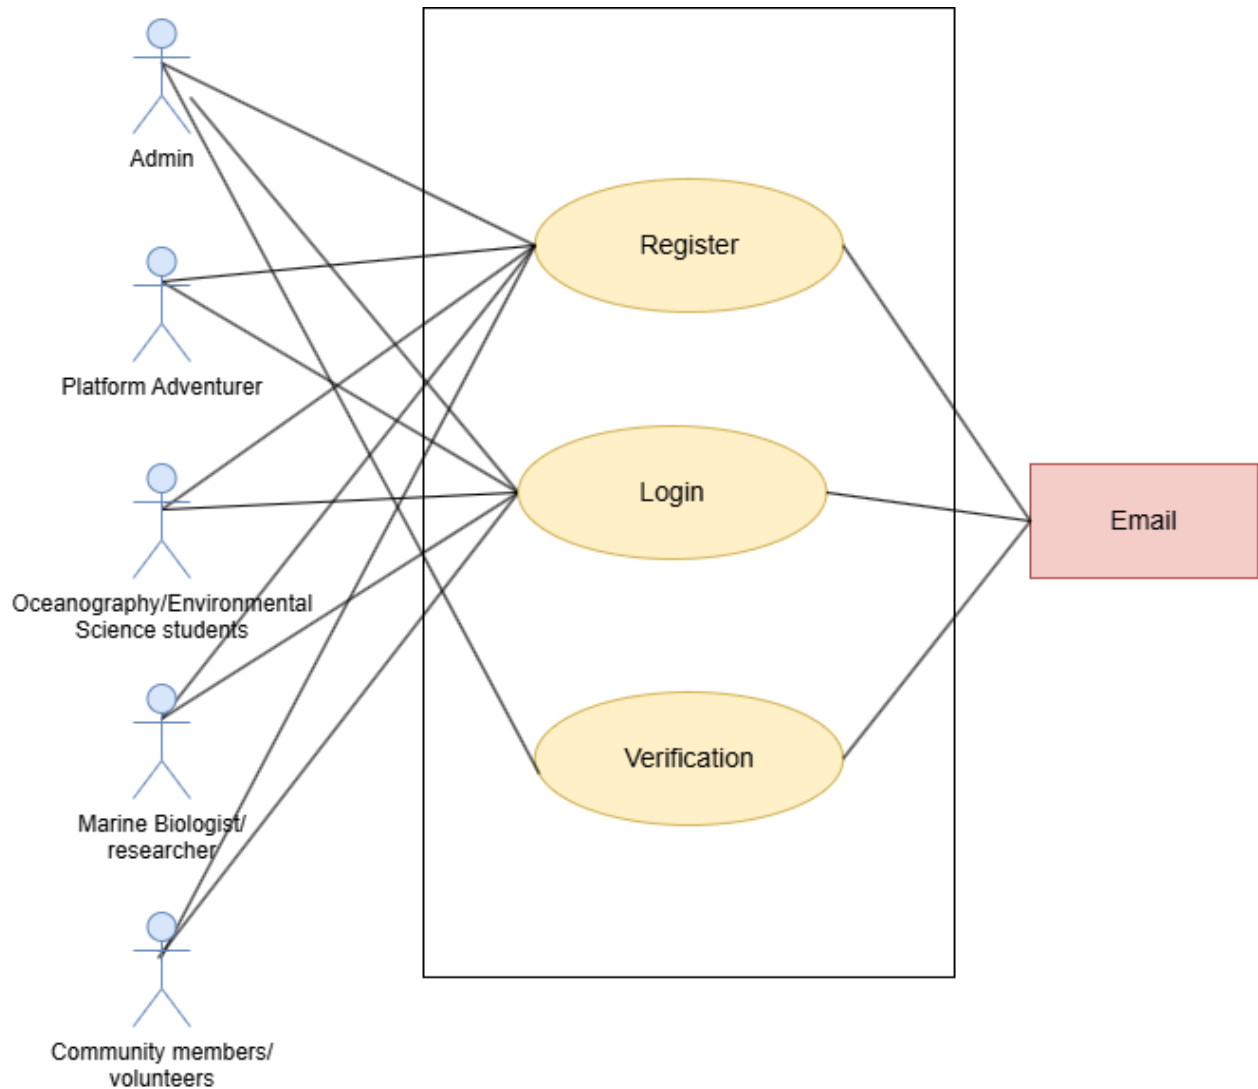 Admin
Platform Adventurer
Oceanography/Environmental
Science students
Marine Biologist/
researcher
Community members/
volunteers
Register
Login
Verification
Email